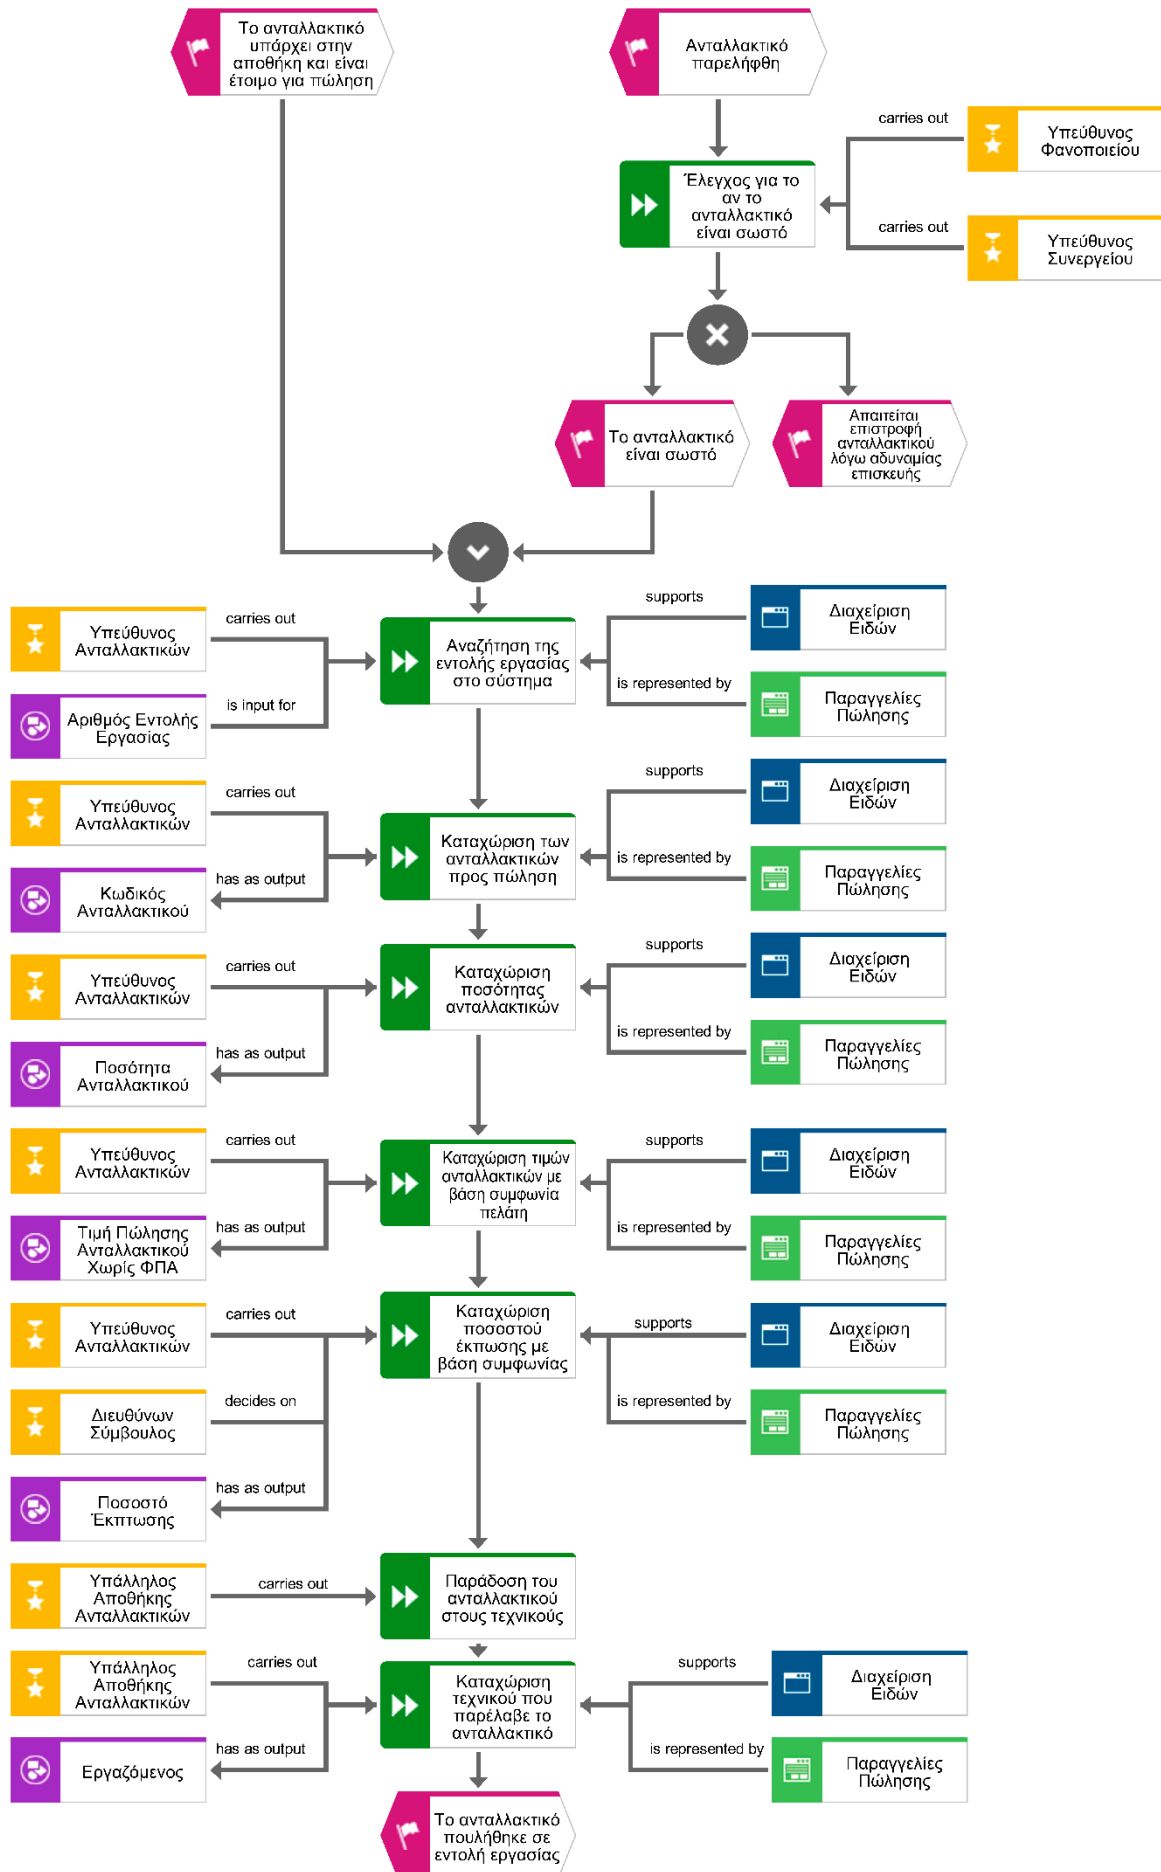 Το ανταλλακτικό
υπάρχει στην
αποθήκη και είναι
έτοιμο για πώληση
Ανταλλακτικό
παρελήφθη
carries out
Υπεύθυνος
Φανοποιείου
Έλεγχος για το
αν το
ανταλλακτικό
είναι σωστό
carries out
Υπεύθυνος
Συνεργείου
Το ανταλλακτικό
είναι σωστό
Απαιτείται
επιστροφή
ανταλλακτικού
λόγω αδυναμίας
επισκευής
Υπεύθυνος
Ανταλλακτικών
carries out
Αναζήτηση της
εντολής εργασίας
στο σύστημα
supports
Διαχείριση
Ειδών
Αριθμός Εντολής
Εργασίας
is input for
is represented by
Παραγγελίες
Πώλησης
Υπεύθυνος
Ανταλλακτικών
carries out
Καταχώριση των
ανταλλακτικών
προς πώληση
supports
Διαχείριση
Ειδών
Κωδικός
Ανταλλακτικού
has as output
is represented by
Παραγγελίες
Πώλησης
Υπεύθυνος
Ανταλλακτικών
carries out
Καταχώριση
ποσότητας
ανταλλακτικών
supports
Διαχείριση
Ειδών
Ποσότητα
Ανταλλακτικού
has as output
is represented by
Παραγγελίες
Πώλησης
Υπεύθυνος
Ανταλλακτικών
carries out
Καταχώριση τιμών
ανταλλακτικών με
βάση συμφωνία
πελάτη
supports
Διαχείριση
Ειδών
Τιμή Πώλησης
Ανταλλακτικού
Χωρίς ΦΠΑ
has as output
is represented by
Παραγγελίες
Πώλησης
Υπεύθυνος
Ανταλλακτικών
carries out
Καταχώριση
ποσοστού
έκπωσης με
βάση συμφωνίας
supports
Διαχείριση
Ειδών
Διευθύνων
Σύμβουλος
decides on
is represented by
Παραγγελίες
Πώλησης
Ποσοστό
Έκπτωσης
has as output
Υπάλληλος
Αποθήκης
Ανταλλακτικών
carries out
Παράδοση του
ανταλλακτικού
στους τεχνικούς
Υπάλληλος
Αποθήκης
Ανταλλακτικών
carries out
Καταχώριση
τεχνικού που
παρέλαβε το
ανταλλακτικό
supports
Διαχείριση
Ειδών
Εργαζόμενος
has as output
is represented by
Παραγγελίες
Πώλησης
Το ανταλλακτικό
πουλήθηκε σε
εντολή εργασίας